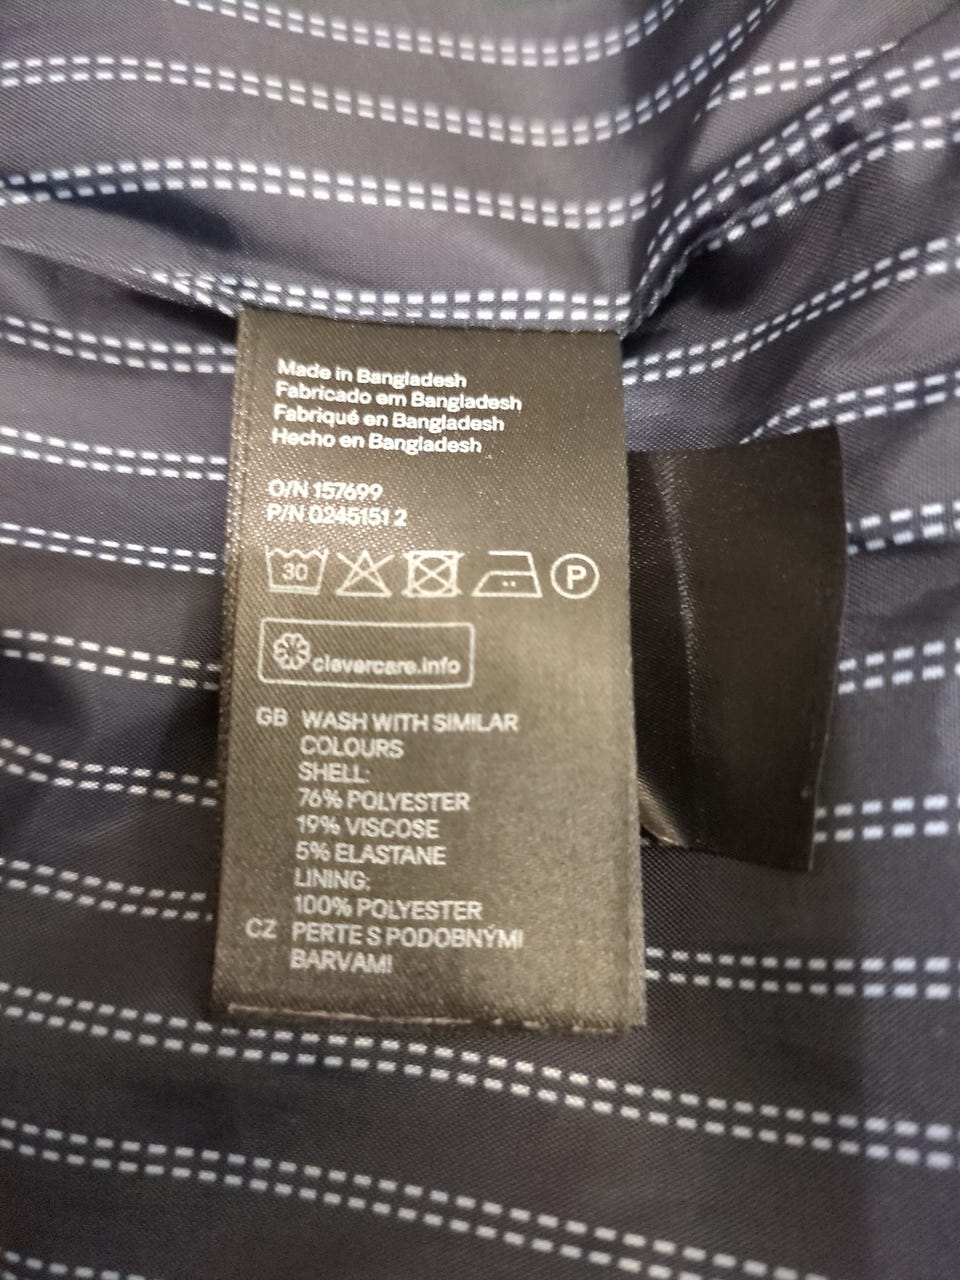 Made in Bangladesh
Fabricado em Bangladesh
Fabriqué en Bangladesh
Hecho en Bangladesh
O/N 157699
P/N 0245151 2
30 P
clevercare.info
GB WASH WITH SIMILAR
COLOURS
SHELL:
76% POLYESTER
19% VISCOSE
5% ELASTANE
LINING:
100% POLYESTER
CZ PERTE S PODOBNÝMI
BARVAMI